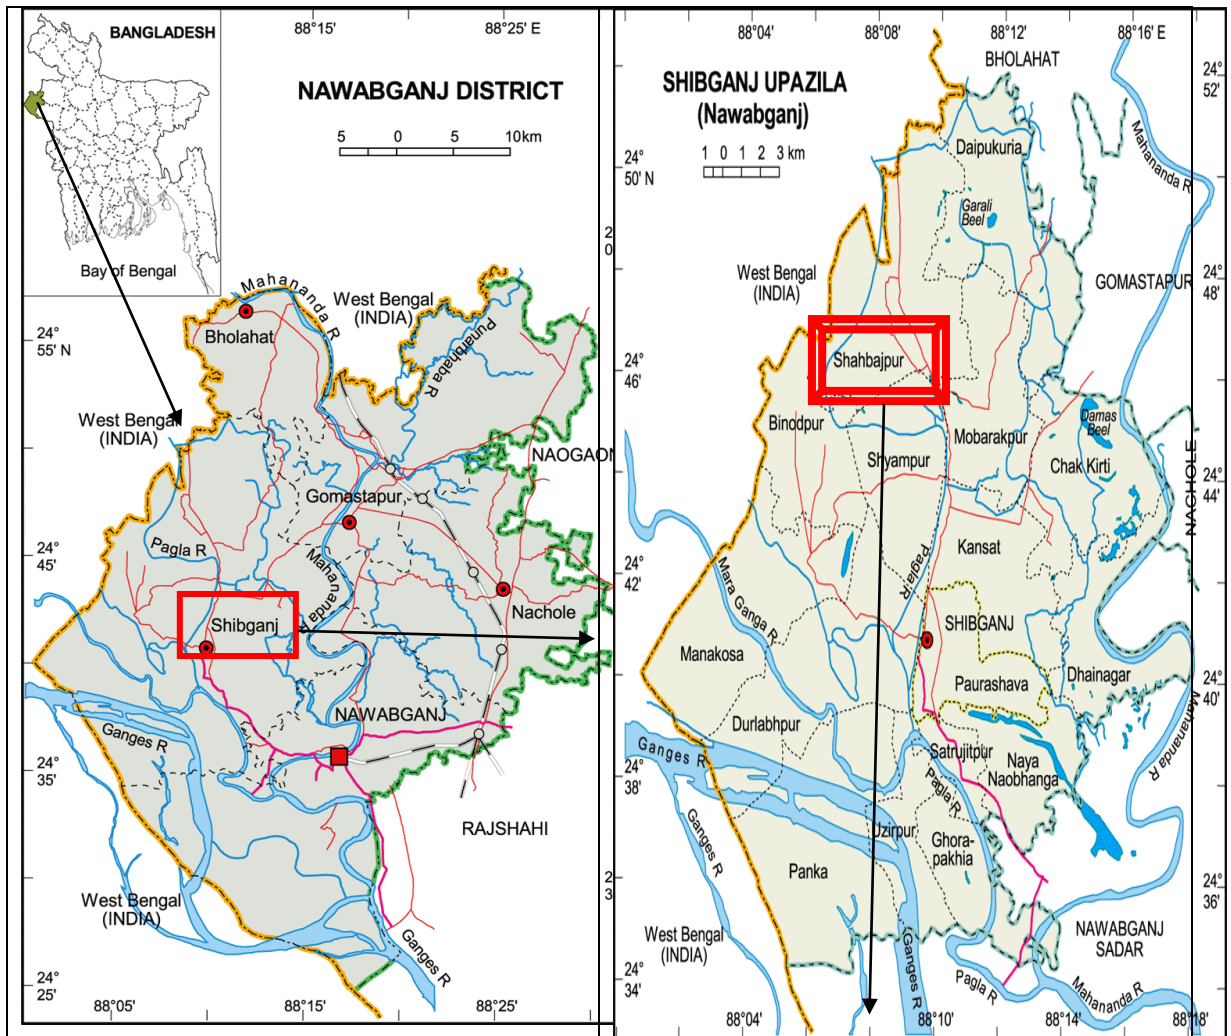 BANGLADESH
Bay of Bengal
88°15'
88°25' E
NAWABGANJ DISTRICT
5 0 5 10km
Mahananda R
West Bengal
(INDIA)
Punarbhaba R
24°
55' N
Bholahat
West Bengal
(INDIA)
NAOGAON
Gomastapur
24°
45'
Pagla R
Mahananda R
Nachole
Shibganj
NAWABGANJ
Ganges R
24°
35'
RAJSHAHI
West Bengal
(INDIA)
Ganges R
24°
25'
88°05'
88°15'
88°25'
2
0
3
88°04'
88°08'
88°12'
88°16' E
SHIBGANJ UPAZILA
(Nawabganj)
1 0 1 2 3 km
BHOLAHAT
24°
52'
Daipukuria
Mahananda R
24°
50' N
Garali
Beel
West Bengal
(INDIA)
GOMASTAPUR
24°
48'
Shahbajpur
24°
46'
Binodpur
Damas
Beel
Mobarakpur
Shyampur
Chak Kirti
24°
44'
NACHOLE
Kansat
24°
42'
Pagla R
Mara Ganga R
SHIBGANJ
Manakosa
Paurashava
Dhainagar
24°
40'
Mahananda R
Durlabhpur
Ganges R
Satrujitpur
Naya
Naobhanga
24°
38'
Pagla R
Ganges R
Uzirpur
Ghora-
pakhia
Panka
24°
36'
West Bengal
(INDIA)
NAWABGANJ
SADAR
Ganges R
24°
34'
Pagla R
Mahananda R
88°04'
88°10'
88°14'
88°18'